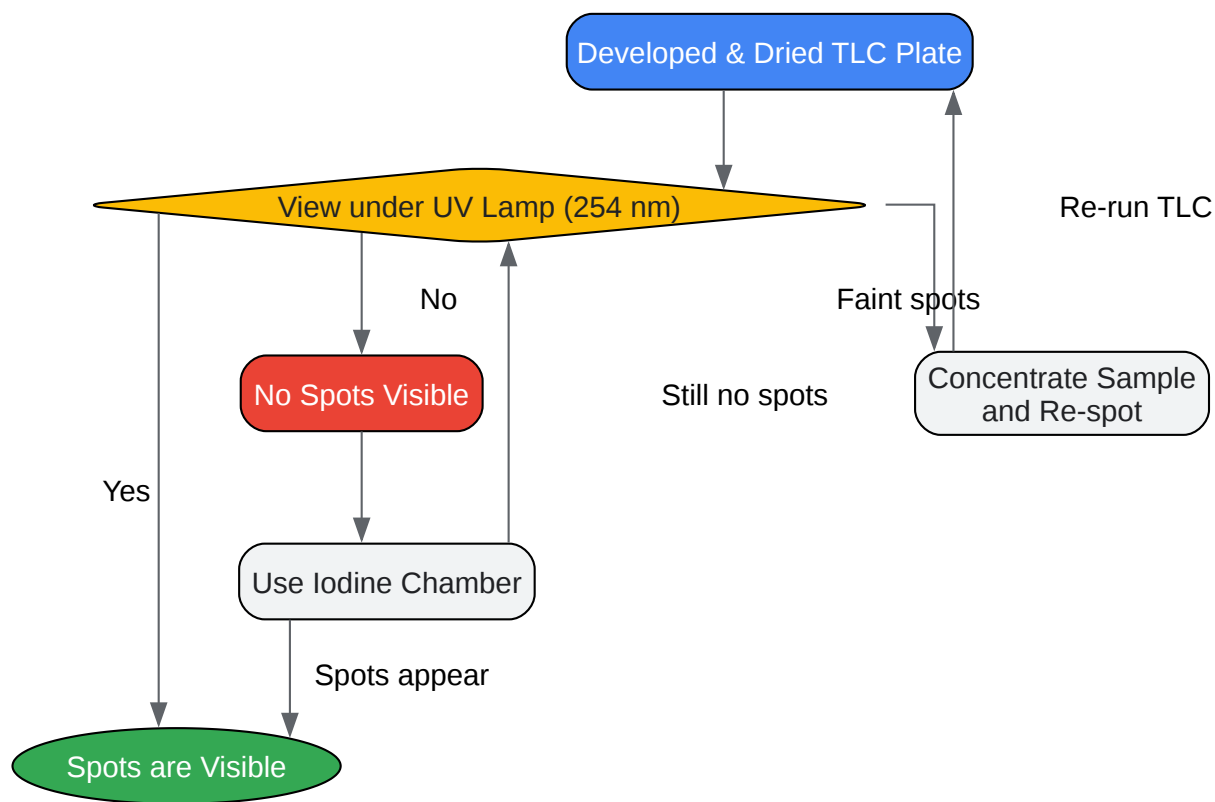 Developed & Dried TLC Plate
View under UV Lamp (254 nm)
Re-run TLC
No
Faint spots
No Spots Visible
Still no spots
Concentrate Sample
and Re-spot
Yes
Use Iodine Chamber
Spots appear
Spots are Visible